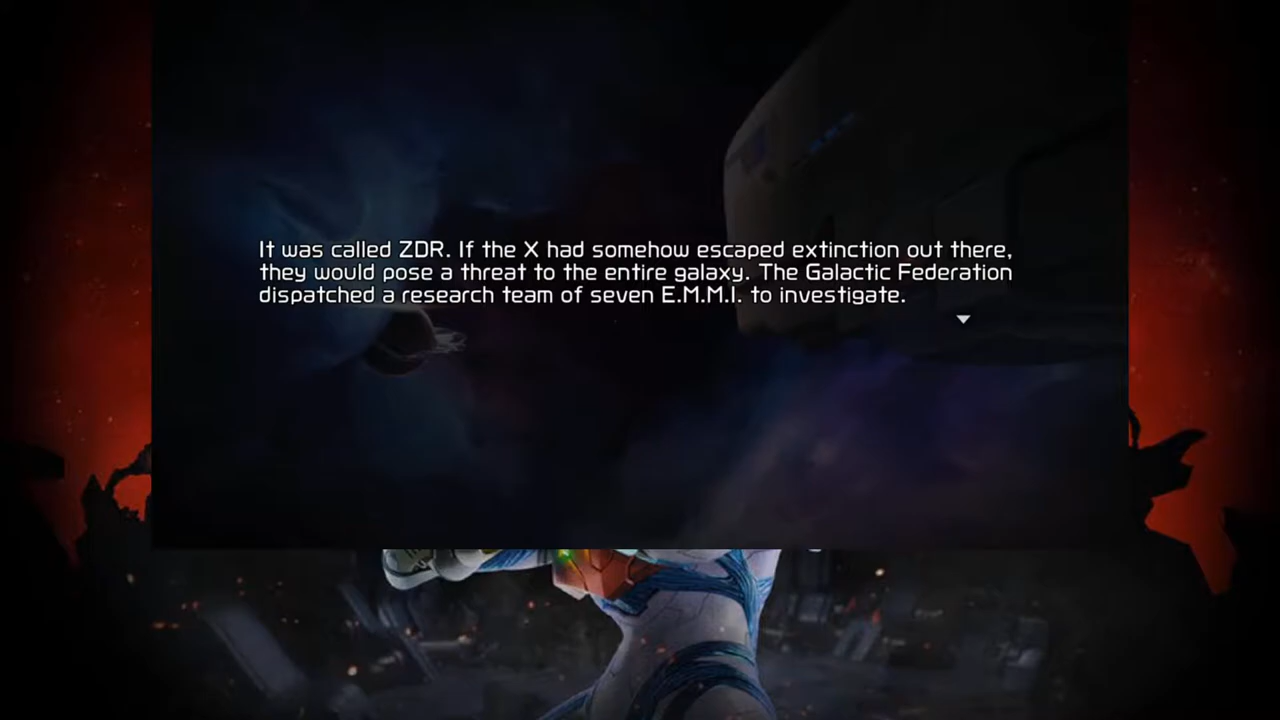 It was called ZDR. If the X had somehow escaped extinction out there,
they would pose a threat to the entire galaxy. The Galactic Federation
dispatched a research team of seven E.M.M.I. to investigate.